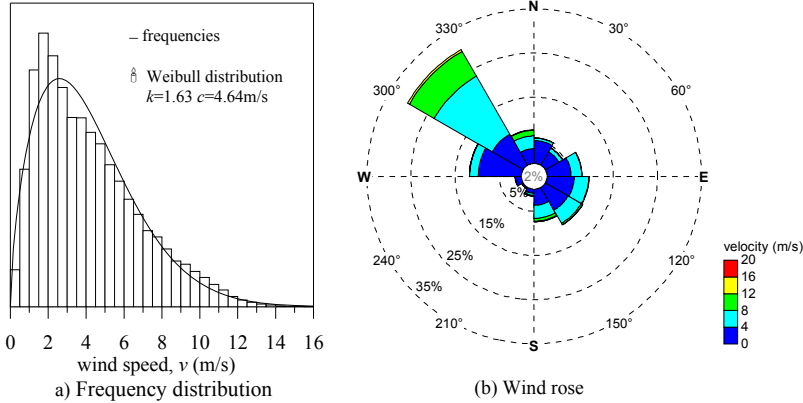 – frequencies
Weibull distribution
k=1.63 c=4.64m/s
0 2 4 6 8 10 12 14 16
wind speed, v (m/s)
a) Frequency distribution
N
330° 30°
300° 60°
W 2% E
5%
15%
25%
35%
240° 120°
210° 150°
S
velocity (m/s)
20
16
12
8
4
0
(b) Wind rose